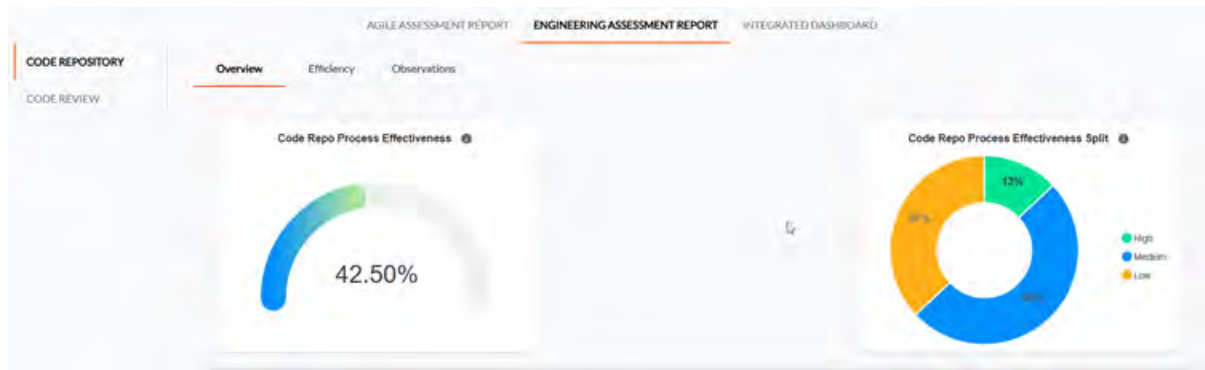 AGILE ASSESSMENT REPORT ENGINEERING ASSESSMENT REPORT INTEGRATED DASHBOARD
CODE REPOSITORY
CODE REVIEW
Overview Efficiency Observations
Code Repo Process Effectiveness
42.50%
Code Repo Process Effectiveness Split
13%
High
Medium
Low